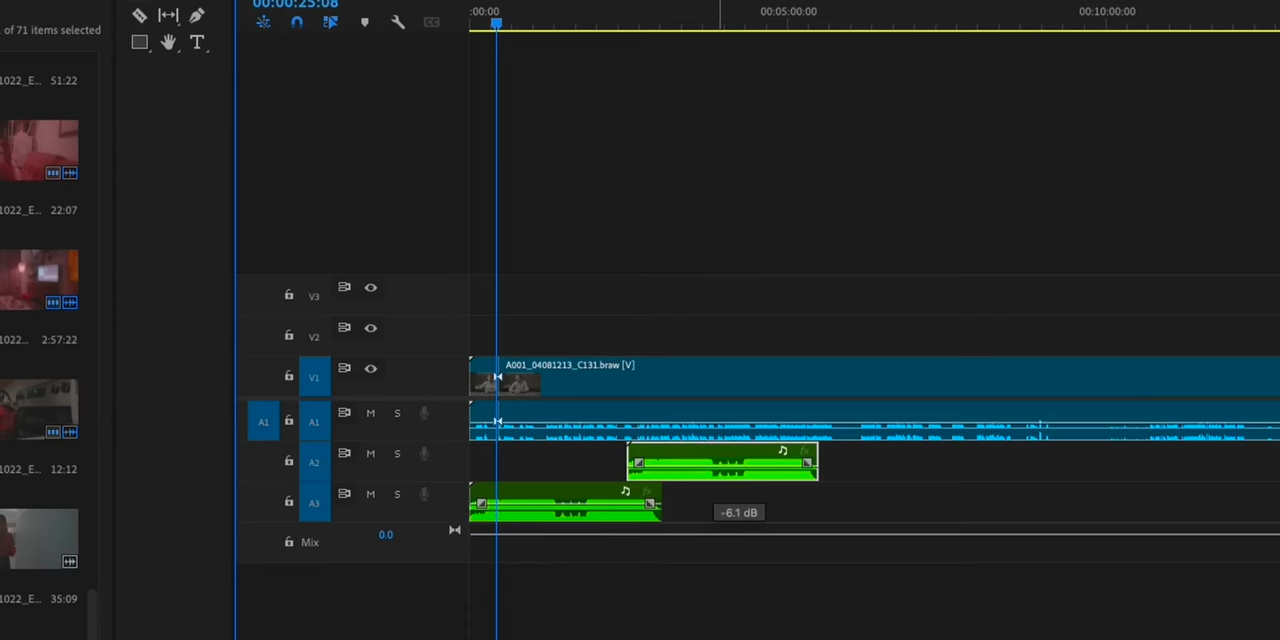 00:00:25:08
:00:00
00:05:00:00
00:10:00:00
of 71 items selected
T
1022_E... 51:22
1022_E... 22:07
1022... 2:57:22
1022_E... 12:12
1022_E... 35:09
V3
V2
V1
A001_04081213_C131.braw [V]
A1 A1 M S
A2 M S fx
A3 M S fx
-6.1 dB
Mix 0.0